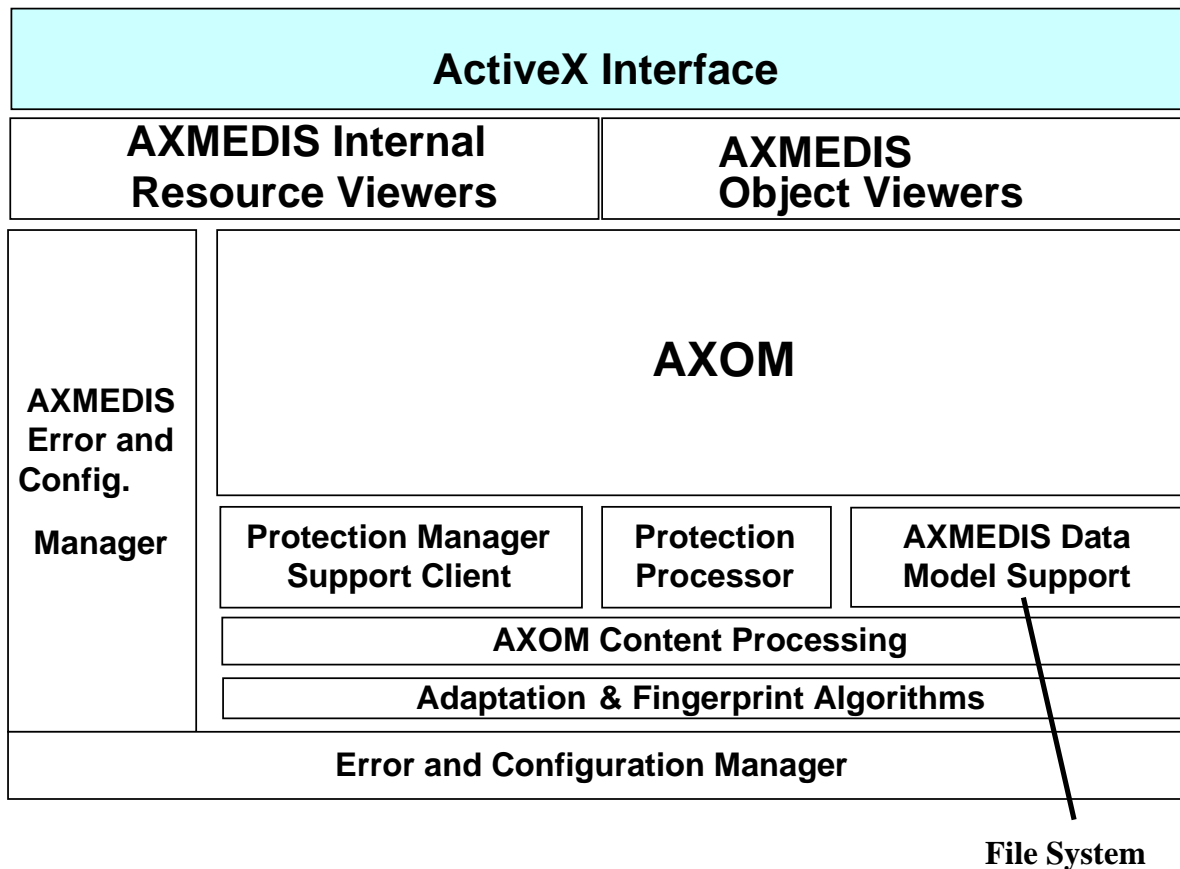 ActiveX Interface
AXMEDIS Internal
Resource Viewers
AXMEDIS
Object Viewers
AXOM
AXMEDIS
Error and
Config.
Manager
Protection Manager
Support Client
Protection
Processor
AXMEDIS Data
Model Support
AXOM Content Processing
Adaptation & Fingerprint Algorithms
Error and Configuration Manager
File System